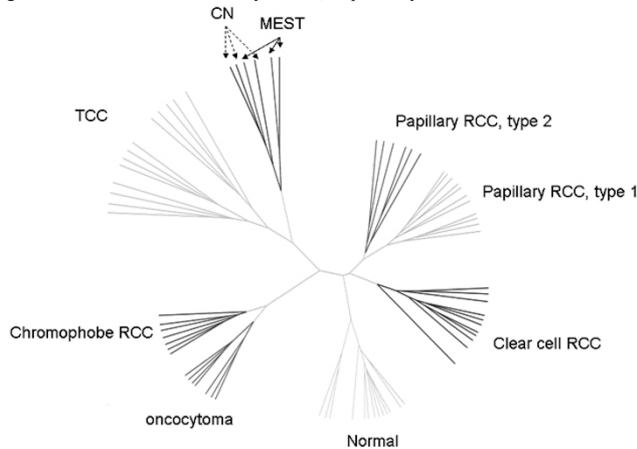 CN
MEST
TCC
Papillary RCC, type 2
Papillary RCC, type 1
Chromophobe RCC
Clear cell RCC
oncocytoma
Normal